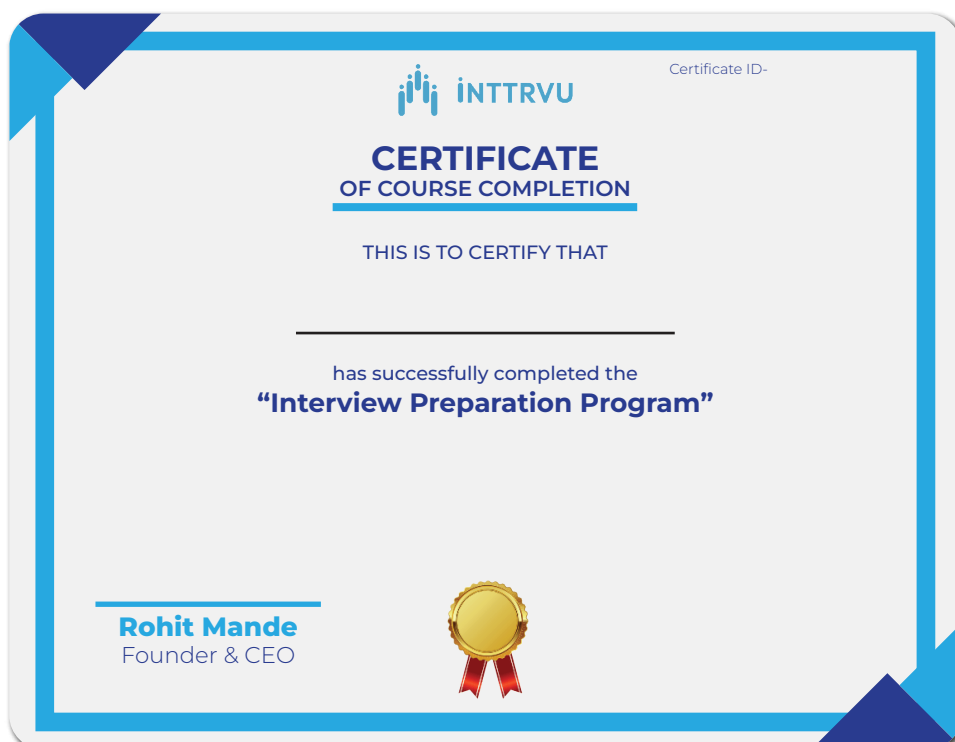 iNTTRVU
Certificate ID-
CERTIFICATE
OF COURSE COMPLETION
THIS IS TO CERTIFY THAT
has successfully completed the
“Interview Preparation Program”
Rohit Mande
Founder & CEO